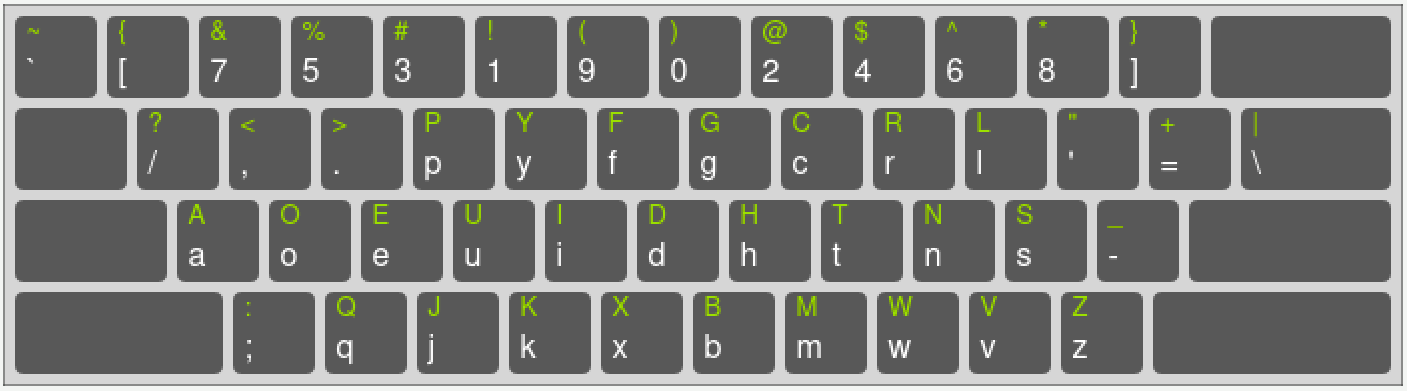 ~ { & % # ! ( ) @ $ ^ * }
` [ 7 5 3 1 9 0 2 4 6 8 ]
? < > P Y F G C R L " + |
/ , . p y f g c r l ' = \
A O E U I D H T N S _
a o e u i d h t n s -
: Q J K X B M W V Z
; q j k x b m w v z